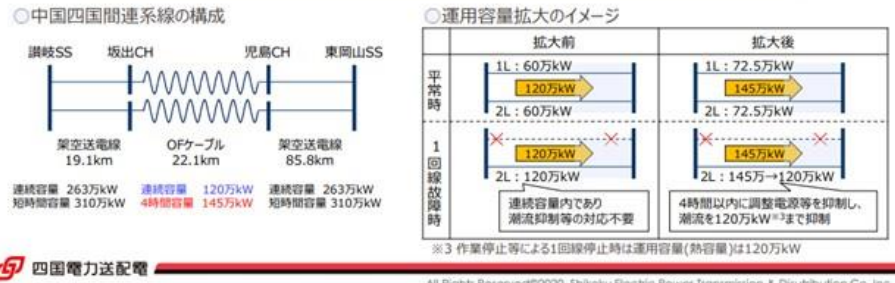 ○中国四国間連系線の構成
讃岐SS 坂出CH 児島CH 東岡山SS
架空送電線 OFケーブル 架空送電線
19.1km 22.1km 85.8km
連続容量 263万kW 連続容量 120万kW 連続容量 263万kW
短時間容量 310万kW 4時間容量 145万kW 短時間容量 310万kW
○運用容量拡大のイメージ
拡大前 拡大後
平常時
1L:60万kW
120万kW
2L:60万kW
1L:72.5万kW
145万kW
2L:72.5万kW
1回線故障時
120万kW
2L:120万kW
連続容量内であり
潮流抑制等の対応不要
145万kW
2L:145万→120万kW
4時間以内に調整電源等を抑制し、
潮流を120万kW※3まで抑制
※3 作業停止等による1回線停止時は運用容量(熱容量)は120万kW
四国電力送配電
All Rights Reserved©2020 Shikoku Electric Power Transmission & Distribution Co., Inc.